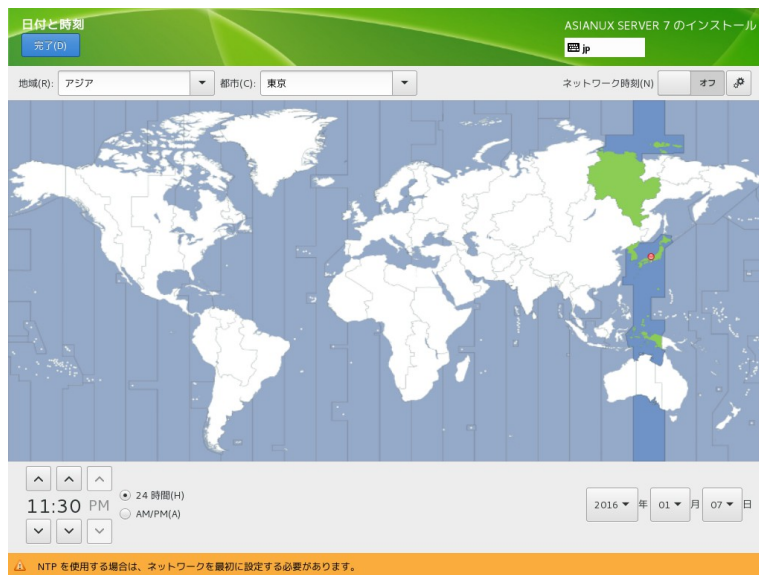 日付と時刻
ASIANUX SERVER 7 のインストール
完了(D)
jp
地域(R): アジア 都市(C): 東京 ネットワーク時刻(N) オフ
11:30 PM
24 時間(H)
AM/PM(A)
2016 年 01 月 07 日
NTP を使用する場合は、ネットワークを最初に設定する必要があります。